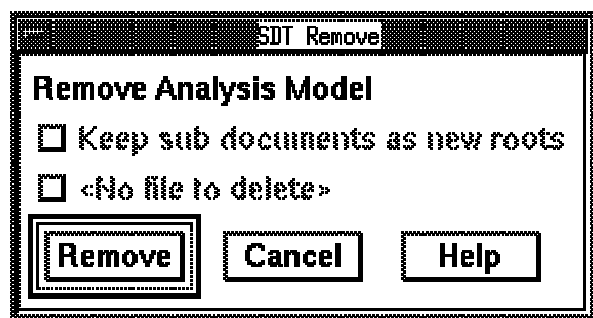 SDT Remove
Remove Analysis Model
Keep sub documents as new roots
<No file to delete>
Remove Cancel Help